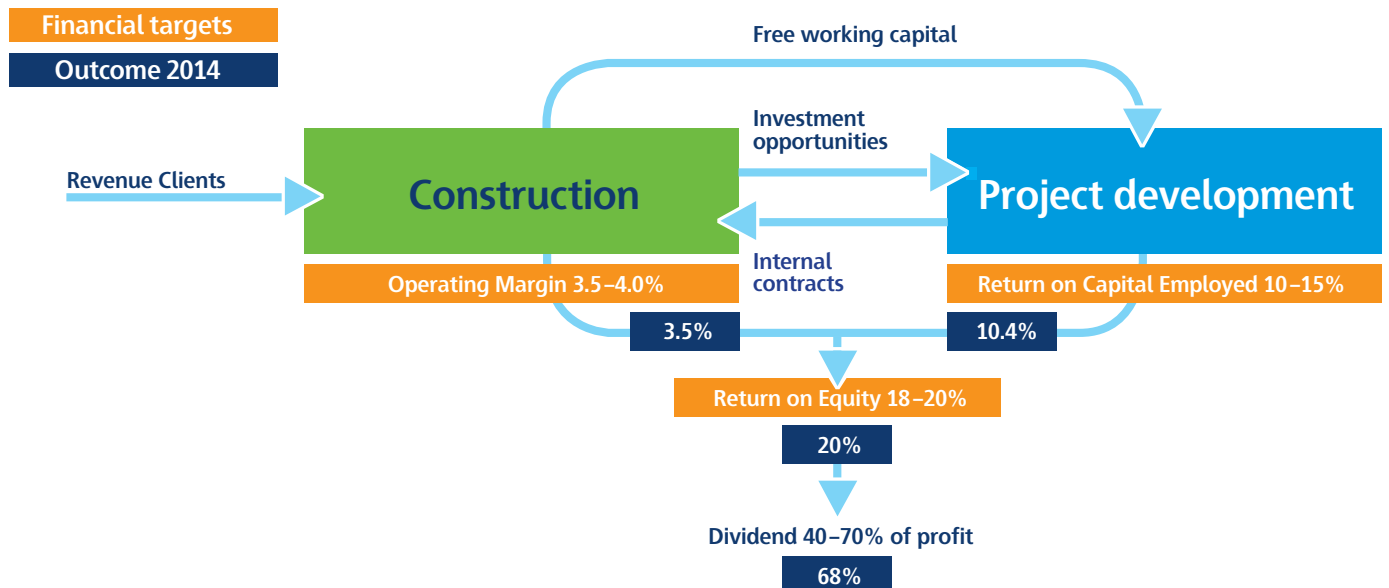 Financial targets
Outcome 2014
Free working capital
Investment
opportunities
Revenue Clients
Construction
Project development
Internal
contracts
Operating Margin 3.5–4.0%
Return on Capital Employed 10–15%
3.5%
10.4%
Return on Equity 18–20%
20%
Dividend 40–70% of profit
68%